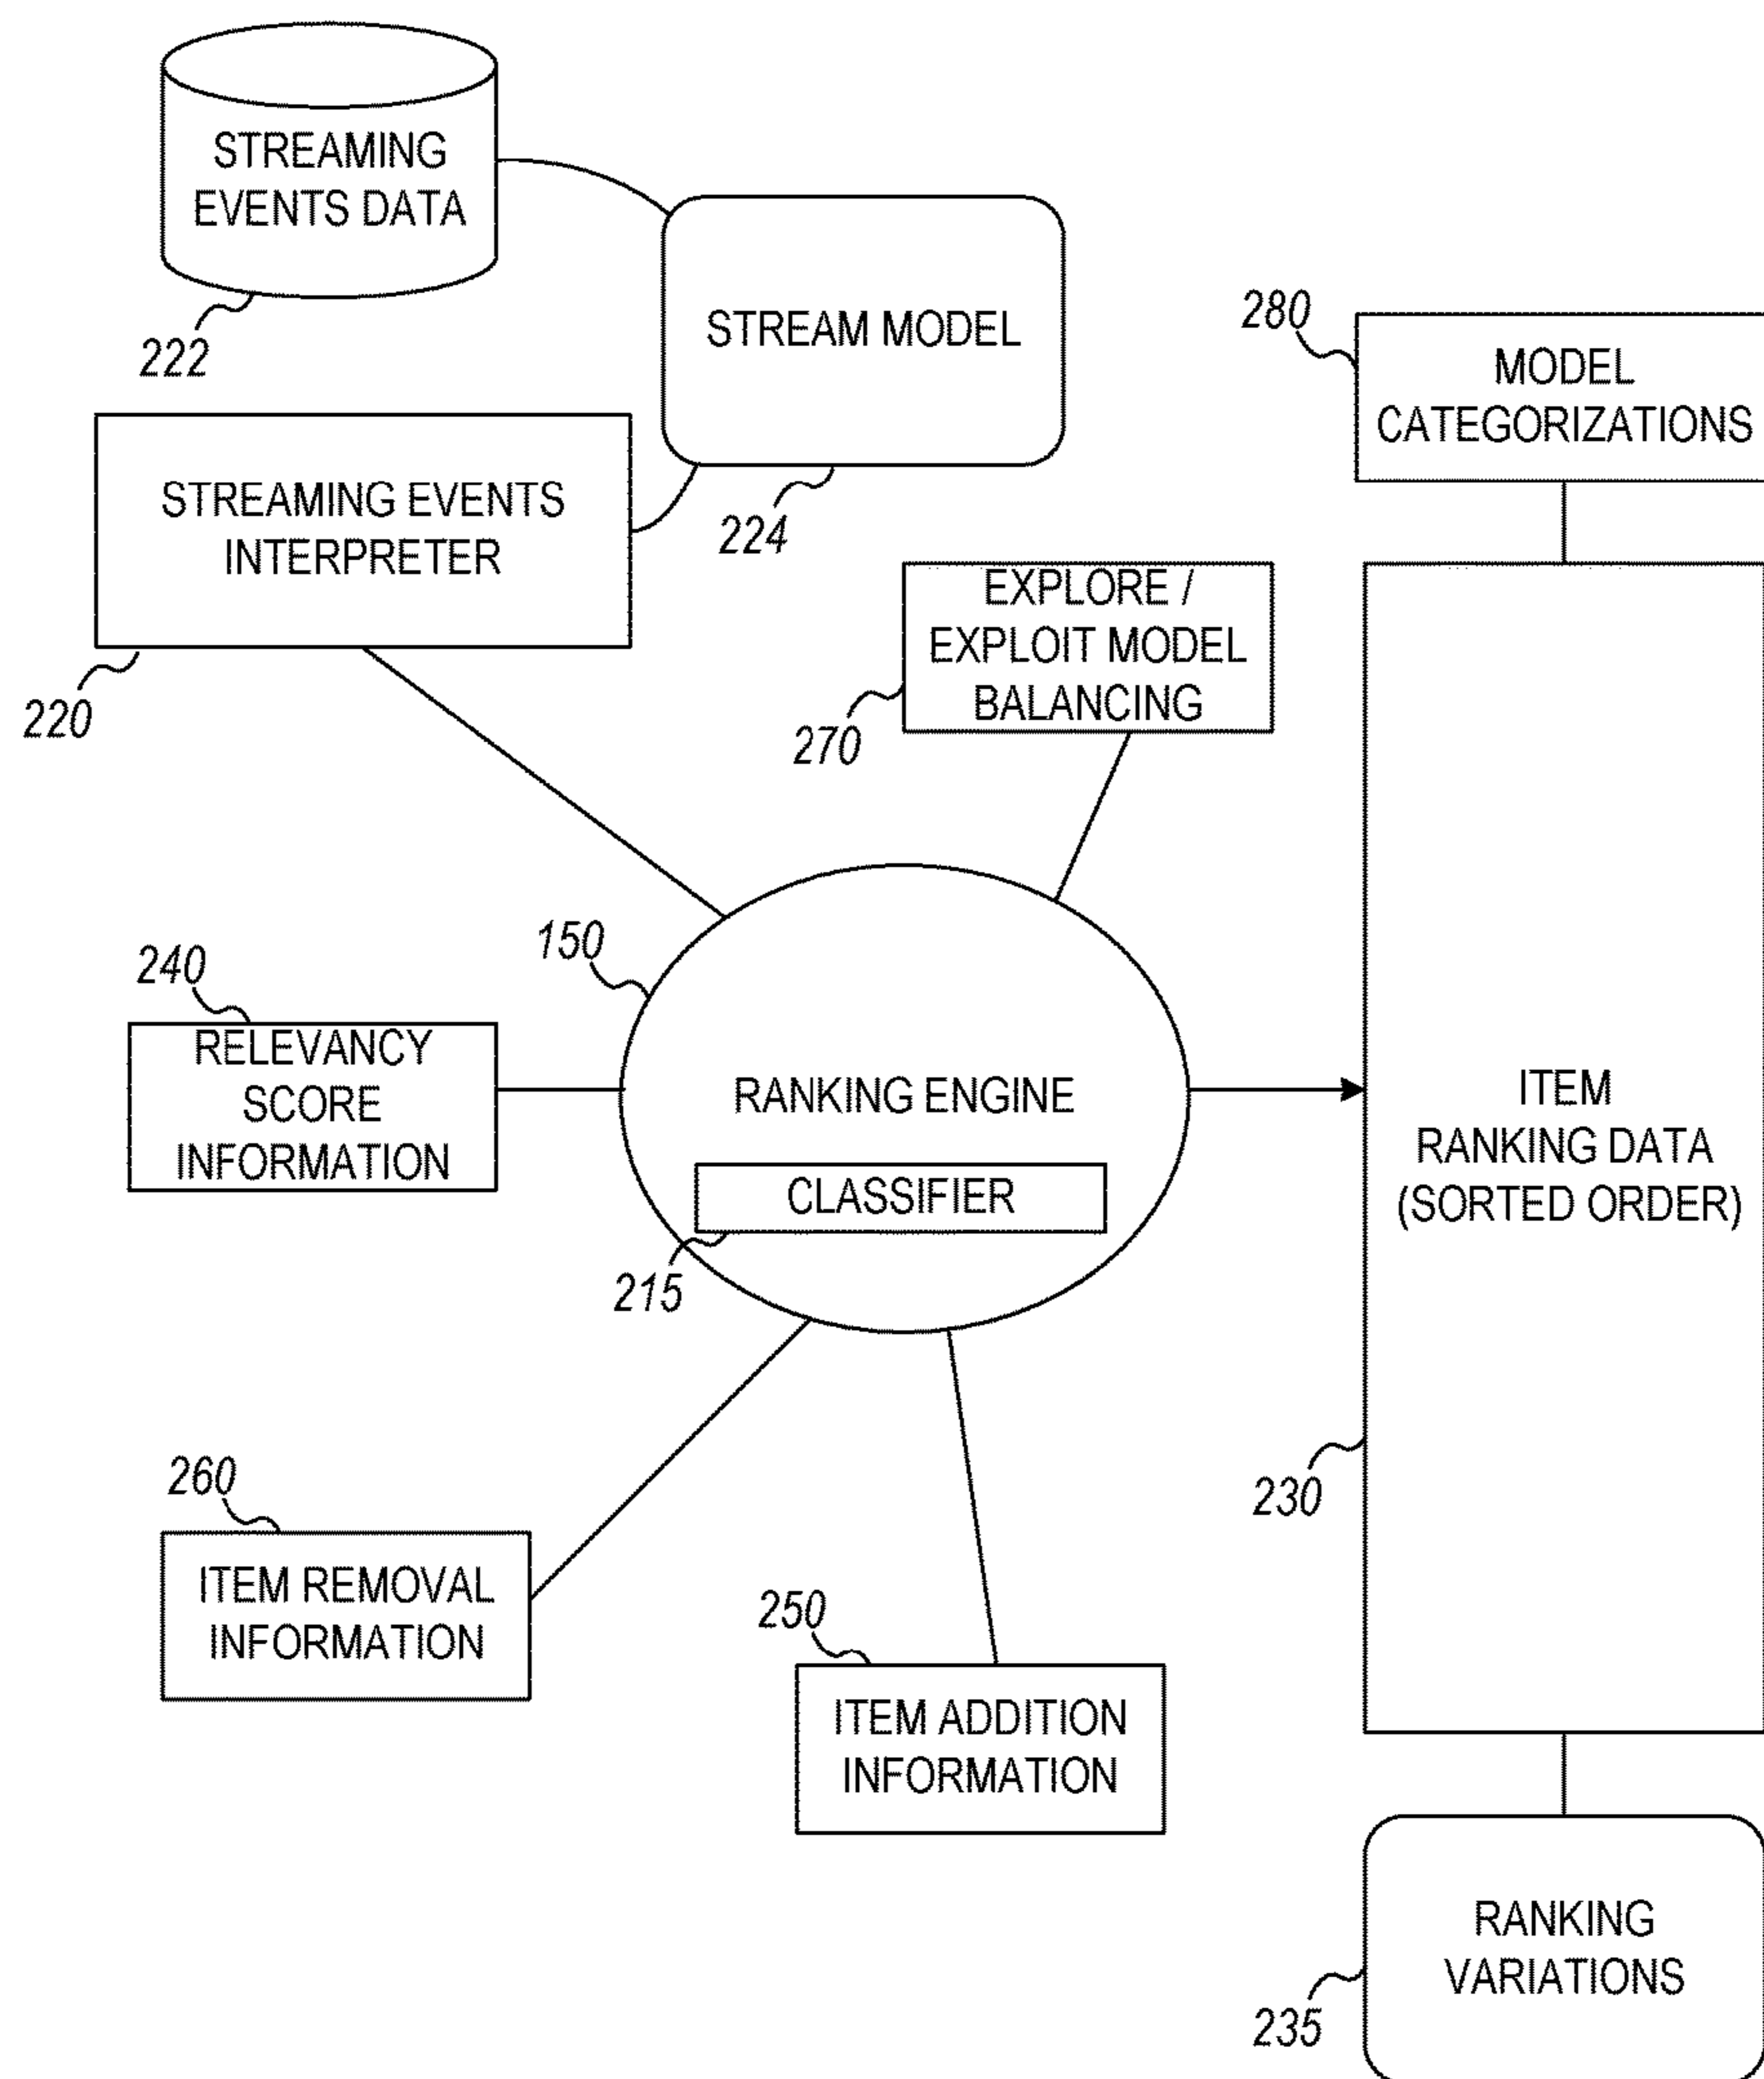 STREAMING
EVENTS DATA
222
STREAM MODEL
224
280
MODEL
CATEGORIZATIONS
STREAMING EVENTS
INTERPRETER
220
EXPLORE /
EXPLOIT MODEL
BALANCING
270
150
240
RELEVANCY
SCORE
INFORMATION
RANKING ENGINE
CLASSIFIER
215
ITEM
RANKING DATA
(SORTED ORDER)
230
260
ITEM REMOVAL
INFORMATION
250
ITEM ADDITION
INFORMATION
RANKING
VARIATIONS
235